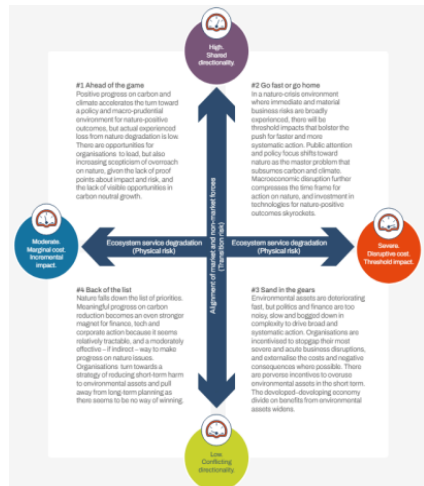 High.
Shared
directionality.
#1 Ahead of the game
Positive progress on carbon and
climate accelerates the turn toward
a policy and macro-prudential
environment for nature-positive
outcomes, but actual experienced
loss from nature degradation is low.
There are opportunities for
organisations to lead, but also
increasing scepticism of overreach
on nature, given the lack of proof
points about impact and risk, and
the lack of visible opportunities in
carbon neutral growth.
#2 Go fast or go home
In a nature-crisis environment
where immediate and material
business risks are broadly
experienced, there will be
threshold impacts that bolster the
push for faster and more
systematic action. Public attention
and policy focus shifts toward
nature as the master problem that
subsumes carbon and climate.
Macroeconomic disruption further
compresses the time frame for
action on nature, and investment in
technologies for nature-positive
outcomes skyrockets.
Moderate.
Marginal cost.
Incremental
impact.
Ecosystem service degradation
(Physical risk)
Alignment of market and non-market forces
(Transition risk)
Ecosystem service degradation
(Physical risk)
Severe.
Disruptive cost.
Threshold impact.
#4 Back of the list
Nature falls down the list of priorities.
Meaningful progress on carbon
reduction becomes an even stronger
magnet for finance, tech and
corporate action because it seems
relatively tractable, and a moderately
effective – if indirect – way to make
progress on nature issues.
Organisations turn towards a
strategy of reducing short-term harm
to environmental assets and pull
away from long-term planning as
there seems to be no way of winning.
#3 Sand in the gears
Environmental assets are deteriorating
fast, but politics and finance are too
noisy, slow and bogged down in
complexity to drive broad and
systematic action. Organisations are
incentivised to stopgap their most
severe and acute business disruptions,
and externalise the costs and negative
consequences where possible. There
are perverse incentives to overuse
environmental assets in the short term.
The developed-developing economy
divide on benefits from environmental
assets widens.
Low.
Conflicting
directionality.